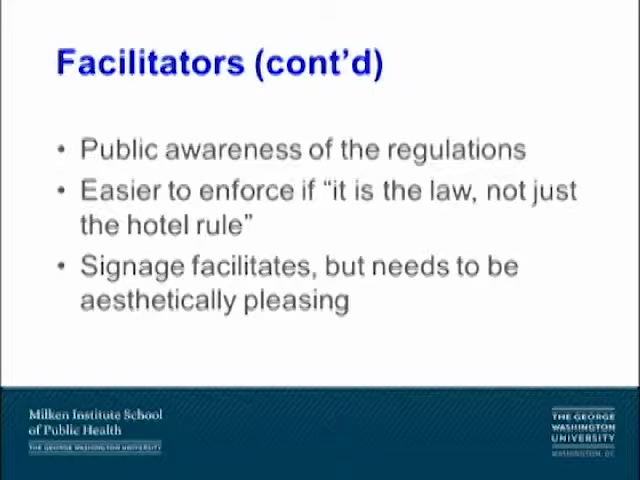 Facilitators (cont’d)
• Public awareness of the regulations
• Easier to enforce if “it is the law, not just
the hotel rule”
• Signage facilitates, but needs to be
aesthetically pleasing
Milken Institute School
of Public Health
THE GEORGE WASHINGTON UNIVERSITY
THE GEORGE
WASHINGTON
UNIVERSITY
WASHINGTON, DC